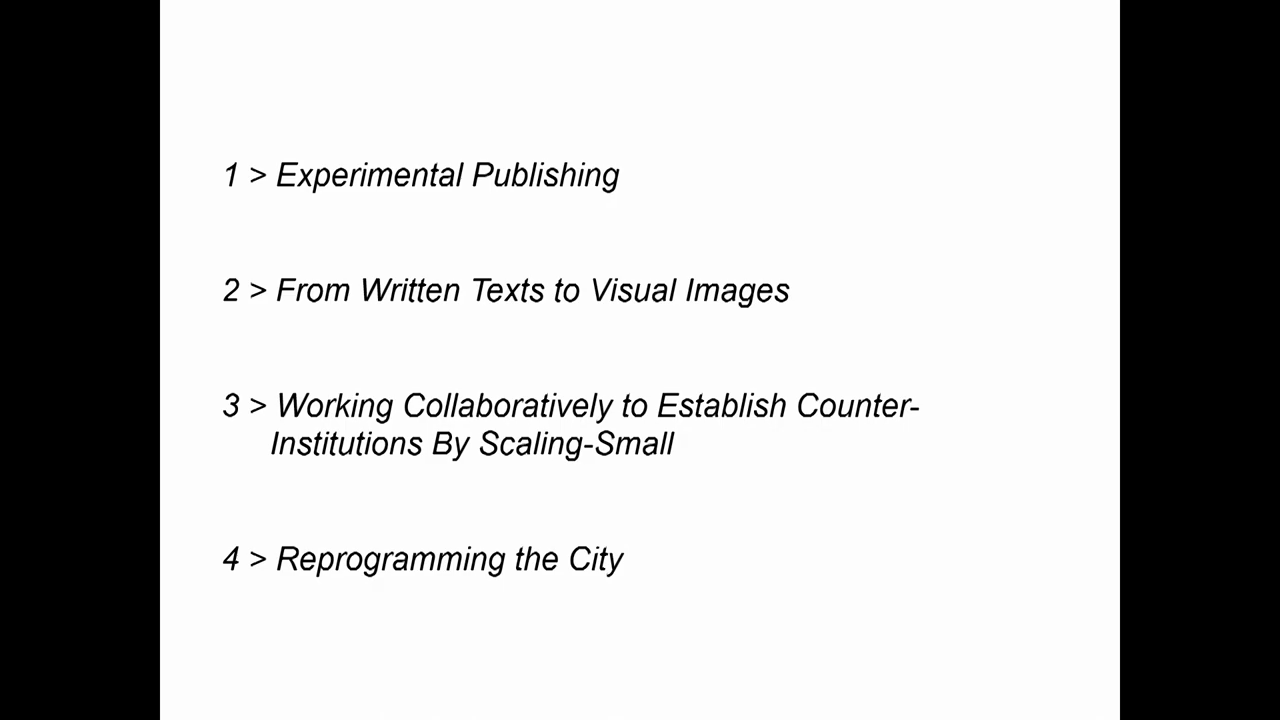 1 > Experimental Publishing
2 > From Written Texts to Visual Images
3 > Working Collaboratively to Establish Counter-
Institutions By Scaling-Small
4 > Reprogramming the City